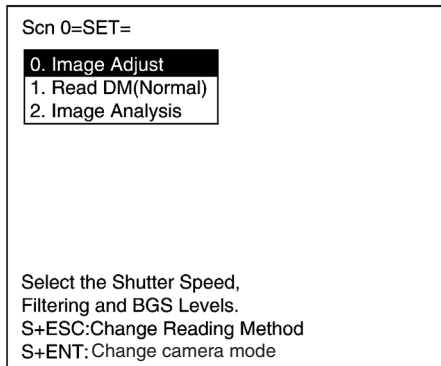 Scn 0=SET=
0. Image Adjust
1. Read DM(Normal)
2. Image Analysis
Select the Shutter Speed,
Filtering and BGS Levels.
S+ESC:Change Reading Method
S+ENT: Change camera mode